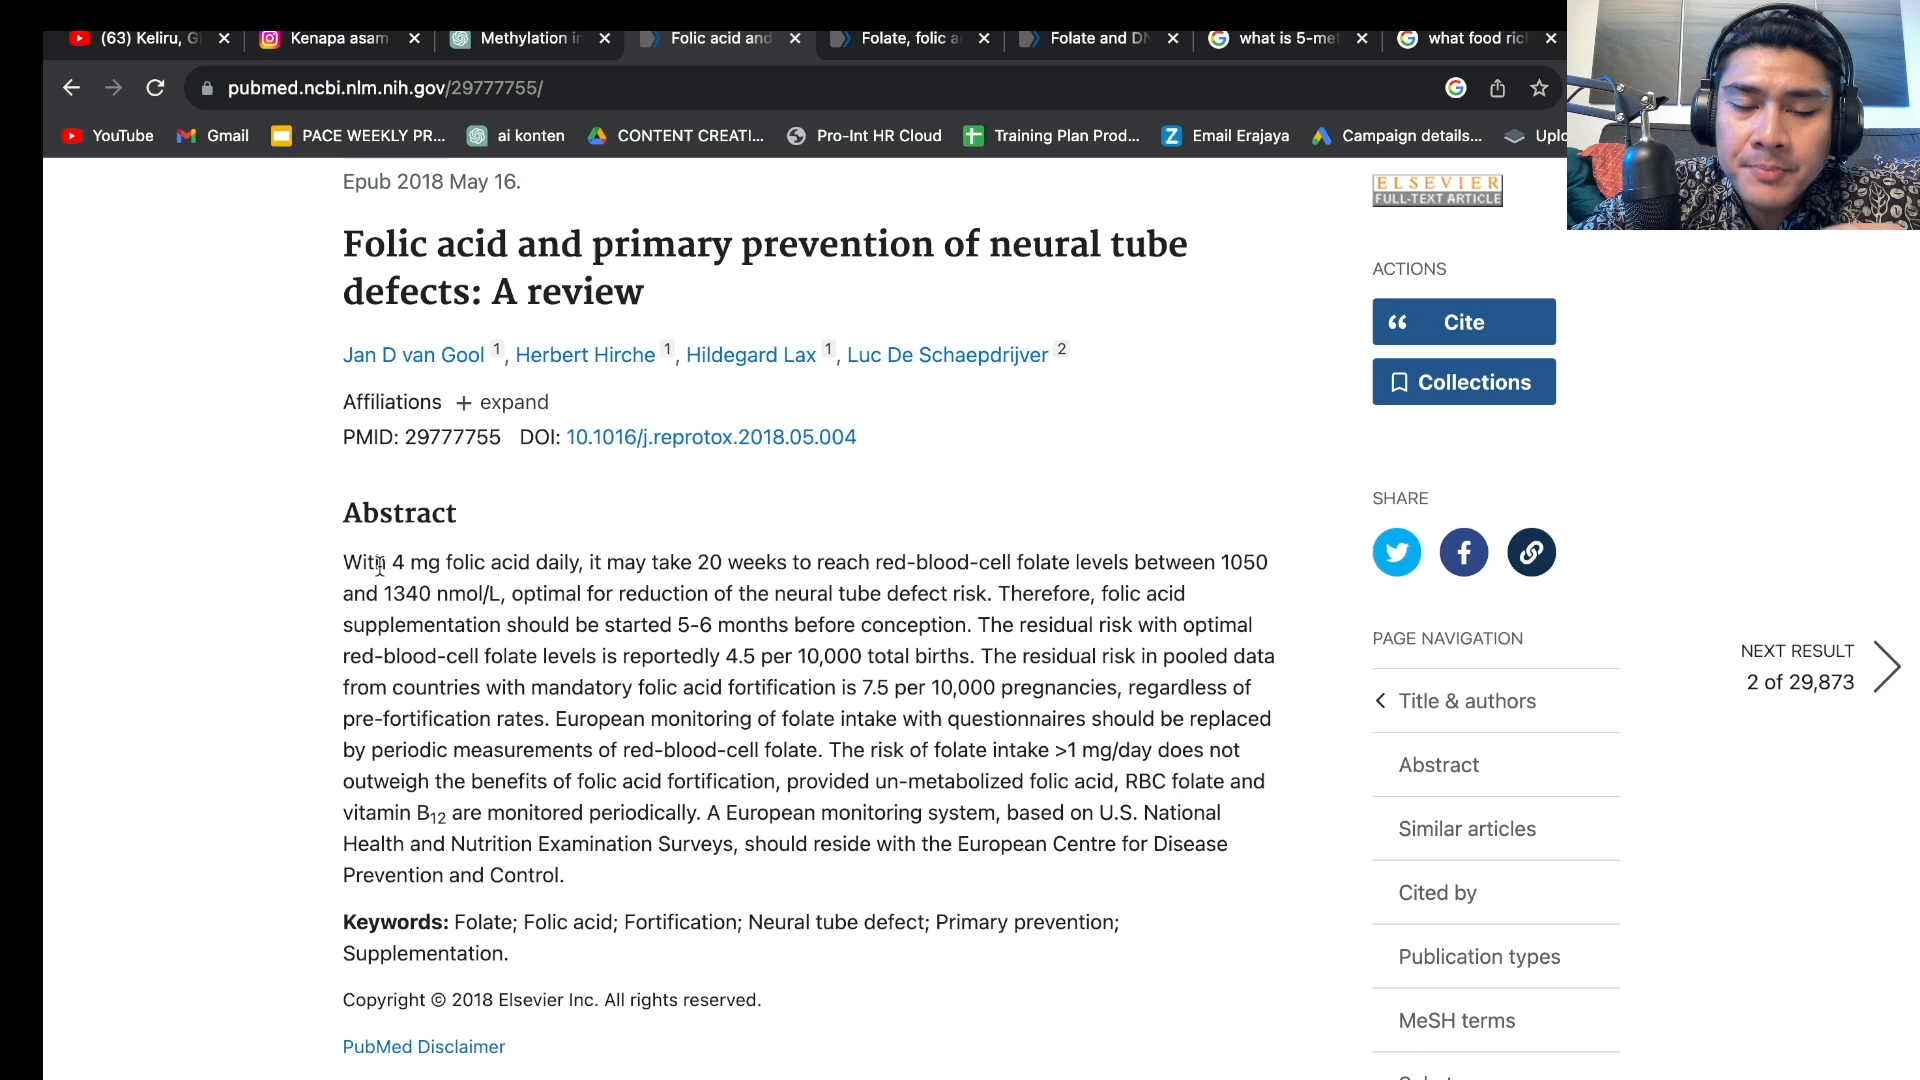 (63) Keliru, G
Kenapa asam
Methylation in
Folic acid and
Folate, folic a
Folate and DN
what is 5-met
what food rich
pubmed.ncbi.nlm.nih.gov/29777755/
YouTube
Gmail
PACE WEEKLY PR...
ai konten
CONTENT CREATI...
Pro-Int HR Cloud
Training Plan Prod...
Email Erajaya
Campaign details...
Uplo
Epub 2018 May 16.
Folic acid and primary prevention of neural tube
defects: A review
Jan D van Gool 1, Herbert Hirche 1, Hildegard Lax 1, Luc De Schaepdrijver 2
Affiliations + expand
PMID: 29777755 DOI: 10.1016/j.reprotox.2018.05.004
Abstract
With 4 mg folic acid daily, it may take 20 weeks to reach red-blood-cell folate levels between 1050
and 1340 nmol/L, optimal for reduction of the neural tube defect risk. Therefore, folic acid
supplementation should be started 5-6 months before conception. The residual risk with optimal
red-blood-cell folate levels is reportedly 4.5 per 10,000 total births. The residual risk in pooled data
from countries with mandatory folic acid fortification is 7.5 per 10,000 pregnancies, regardless of
pre-fortification rates. European monitoring of folate intake with questionnaires should be replaced
by periodic measurements of red-blood-cell folate. The risk of folate intake >1 mg/day does not
outweigh the benefits of folic acid fortification, provided un-metabolized folic acid, RBC folate and
vitamin B12 are monitored periodically. A European monitoring system, based on U.S. National
Health and Nutrition Examination Surveys, should reside with the European Centre for Disease
Prevention and Control.
Keywords: Folate; Folic acid; Fortification; Neural tube defect; Primary prevention;
Supplementation.
Copyright © 2018 Elsevier Inc. All rights reserved.
PubMed Disclaimer
ELSEVIER
FULL-TEXT ARTICLE
ACTIONS
Cite
Collections
SHARE
PAGE NAVIGATION
Title & authors
Abstract
Similar articles
Cited by
Publication types
MeSH terms
NEXT RESULT
2 of 29,873